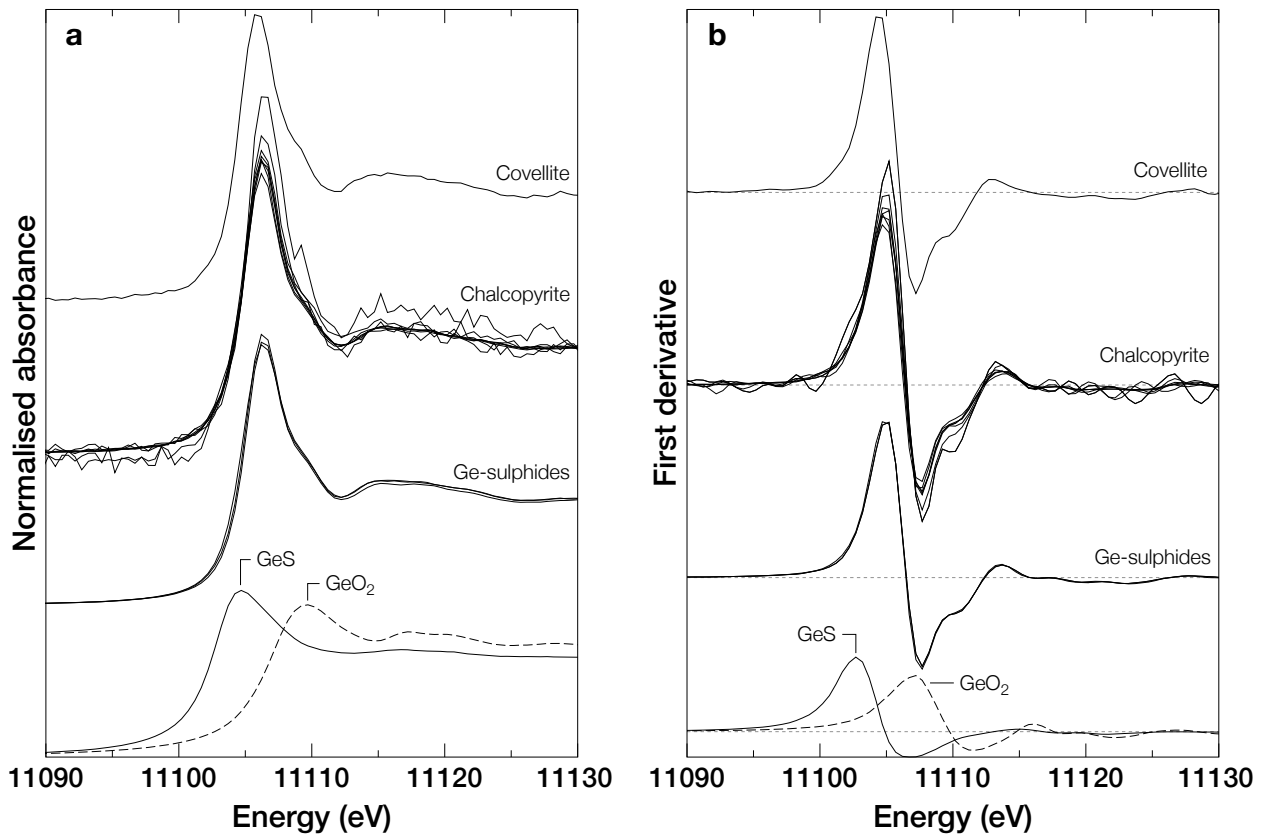 a
Normalised absorbance
Covellite
Chalcopyrite
Ge-sulphides
GeS
GeO2
11090 11100 11110 11120 11130
Energy (eV)
b
First derivative
Covellite
Chalcopyrite
Ge-sulphides
GeS
GeO2
11090 11100 11110 11120 11130
Energy (eV)